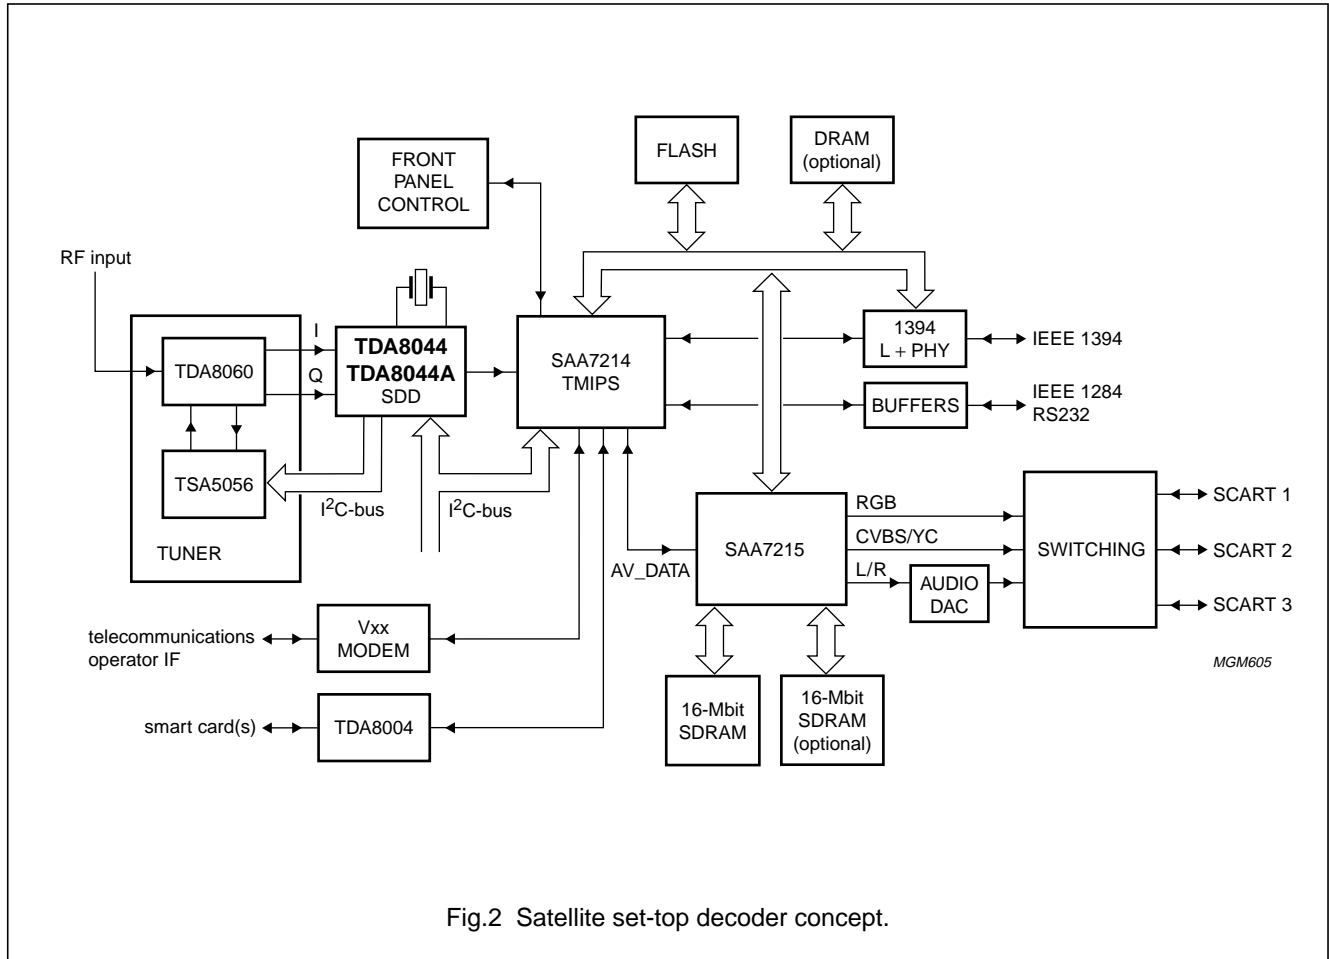 FLASH
DRAM
(optional)
FRONT
PANEL
CONTROL
RF input
I
Q
TDA8060
TSA5056
TUNER
TDA8044
TDA8044A
SDD
I²C-bus
I²C-bus
SAA7214
TMIPS
1394
L + PHY
IEEE 1394
BUFFERS
IEEE 1284
RS232
AV_DATA
SAA7215
RGB
CVBS/YC
L/R
AUDIO
DAC
SWITCHING
SCART 1
SCART 2
SCART 3
telecommunications
operator IF
Vxx
MODEM
smart card(s)
TDA8004
16-Mbit
SDRAM
16-Mbit
SDRAM
(optional)
MGM605
Fig.2 Satellite set-top decoder concept.